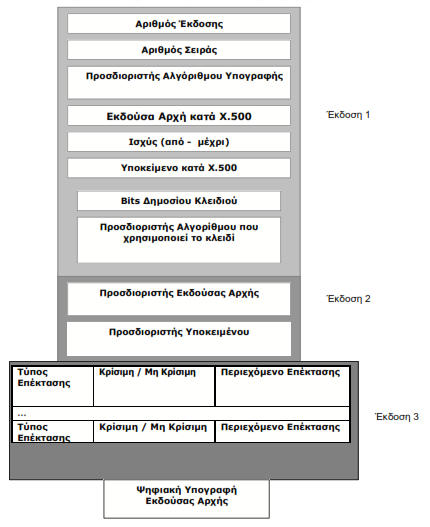 Αριθμός Έκδοσης
Αριθμός Σειράς
Προσδιοριστής Αλγόριθμου Υπογραφής
Εκδούσα Αρχή κατά X.500
Έκδοση 1
Ισχύς (από - μέχρι)
Υποκείμενο κατά X.500
Bits Δημοσίου Κλειδιού
Προσδιοριστής Αλγορίθμου που
χρησιμοποιεί το κλειδί
Προσδιοριστής Εκδούσας Αρχής
Έκδοση 2
Προσδιοριστής Υποκειμένου
Τύπος
Επέκτασης
Κρίσιμη / Μη Κρίσιμη
Περιεχόμενο Επέκτασης
...
Έκδοση 3
Τύπος
Επέκτασης
Κρίσιμη / Μη Κρίσιμη
Περιεχόμενο Επέκτασης
Ψηφιακή Υπογραφή
Εκδούσας Αρχής